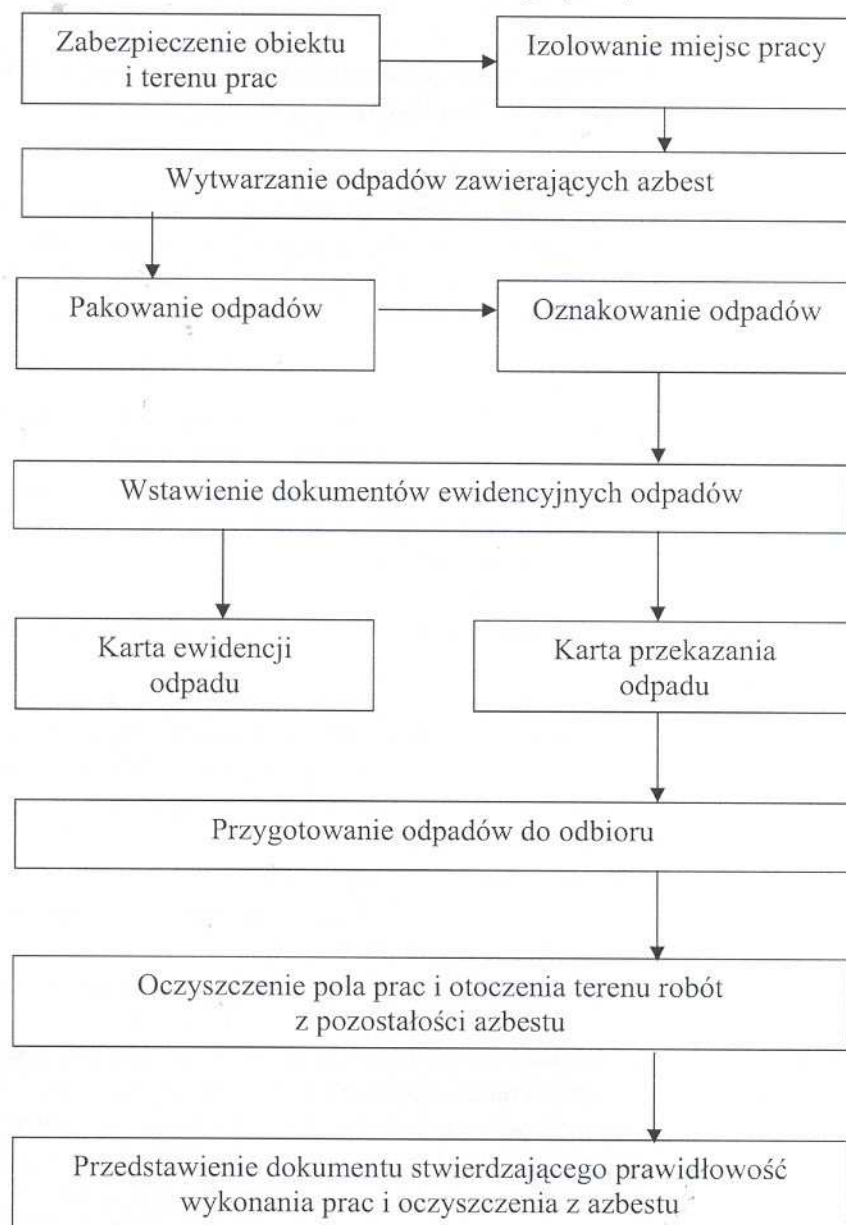 Zabezpieczenie obiektu
i terenu prac
Izolowanie miejsc pracy
Wytwarzanie odpadów zawierających azbest
Pakowanie odpadów
Oznakowanie odpadów
Wstawienie dokumentów ewidencyjnych odpadów
Karta ewidencji
odpadu
Karta przekazania
odpadu
Przygotowanie odpadów do odbioru
Oczyszczenie pola prac i otoczenia terenu robót
z pozostałości azbestu
Przedstawienie dokumentu stwierdzającego prawidłowość
wykonania prac i oczyszczenia z azbestu